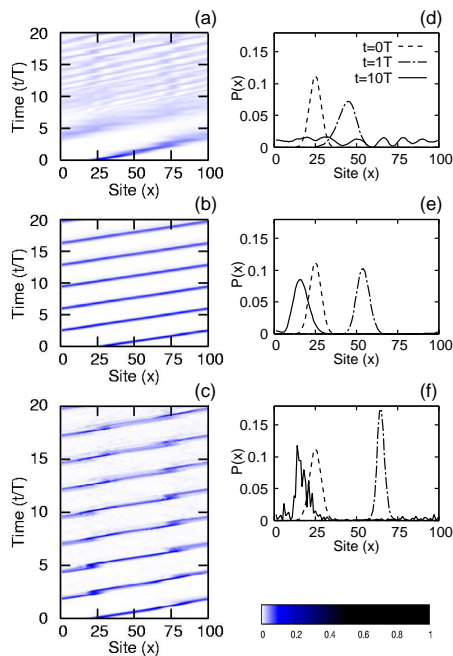 (a)
20
15
10
5
0
Time (t/T)
0 25 50 75 100
Site (x)
(d)
t=0T
t=1T
t=10T
0.15
0.1
0.05
0
P(x)
0 25 50 75 100
Site (x)
(b)
20
15
10
5
0
Time (t/T)
0 25 50 75 100
Site (x)
(e)
0.15
0.1
0.05
0
P(x)
0 25 50 75 100
Site (x)
(c)
20
15
10
5
0
Time (t/T)
0 25 50 75 100
Site (x)
(f)
0.15
0.1
0.05
0
P(x)
0 25 50 75 100
Site (x)
0 0.2 0.4 0.6 0.8 1